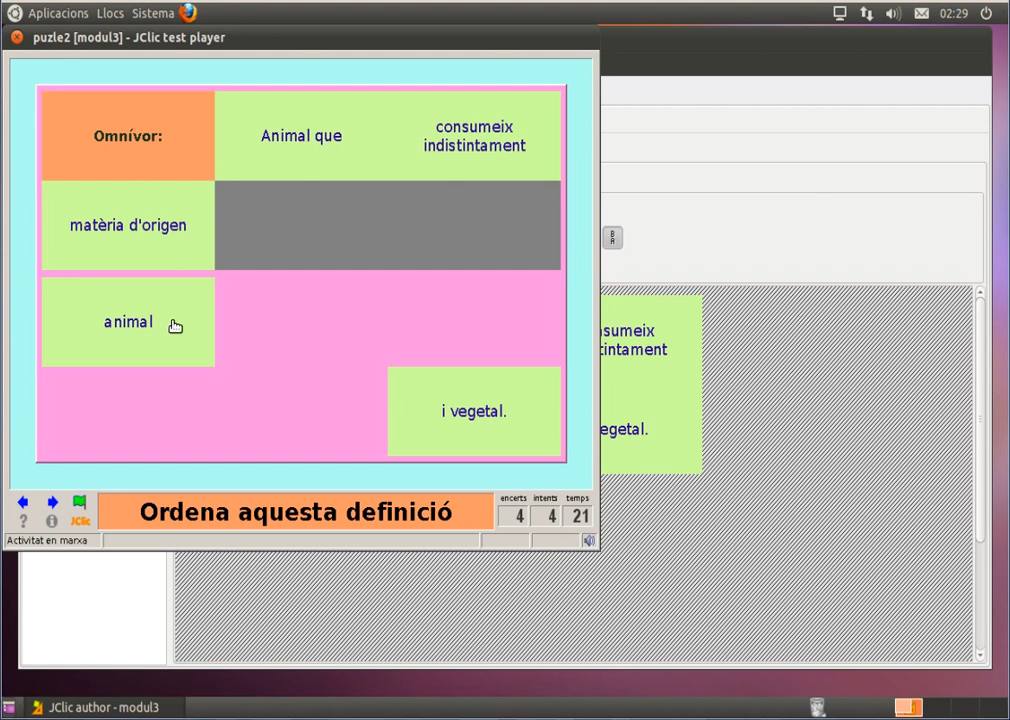 Aplicacions Llocs Sistema
02:29
puzle2 [modul3] - JClic test player
Omnívor:
Animal que
consumeix
indistintament
matèria d'origen
animal
i vegetal.
sumeix
tintament
egetal.
B
R
Ordena aquesta definició
encerts intents temps
4 4 21
JClic
Activitat en marxa
JClic author - modul3